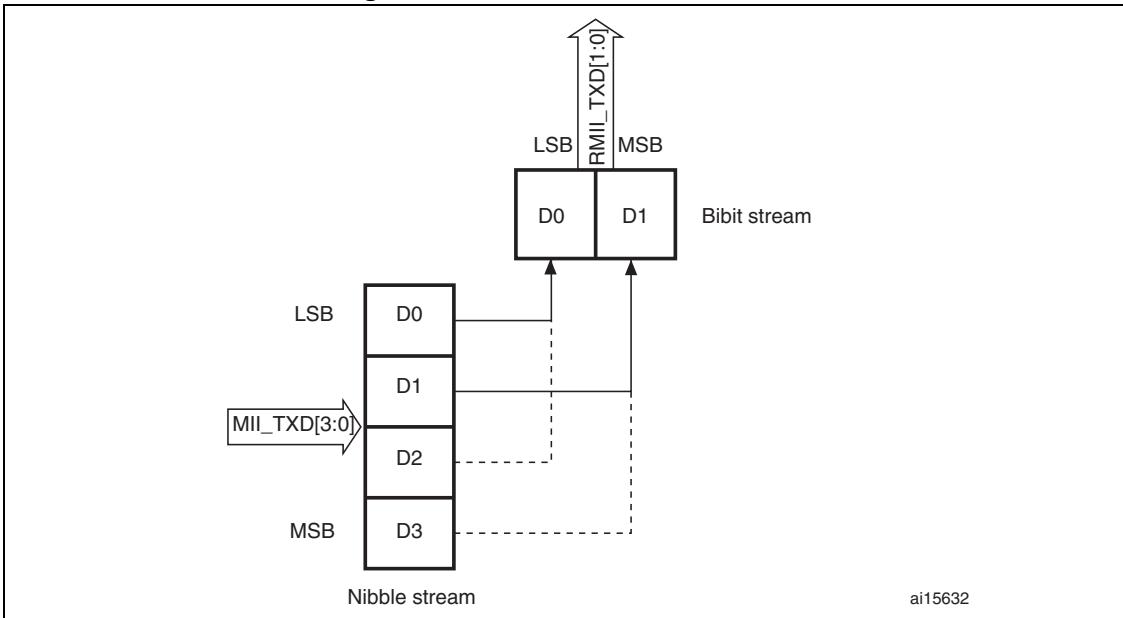 RMII_TXD[1:0]
LSB
MSB
D0
D1
Bibit stream
LSB
D0
D1
MII_TXD[3:0]
D2
MSB
D3
Nibble stream
ai15632